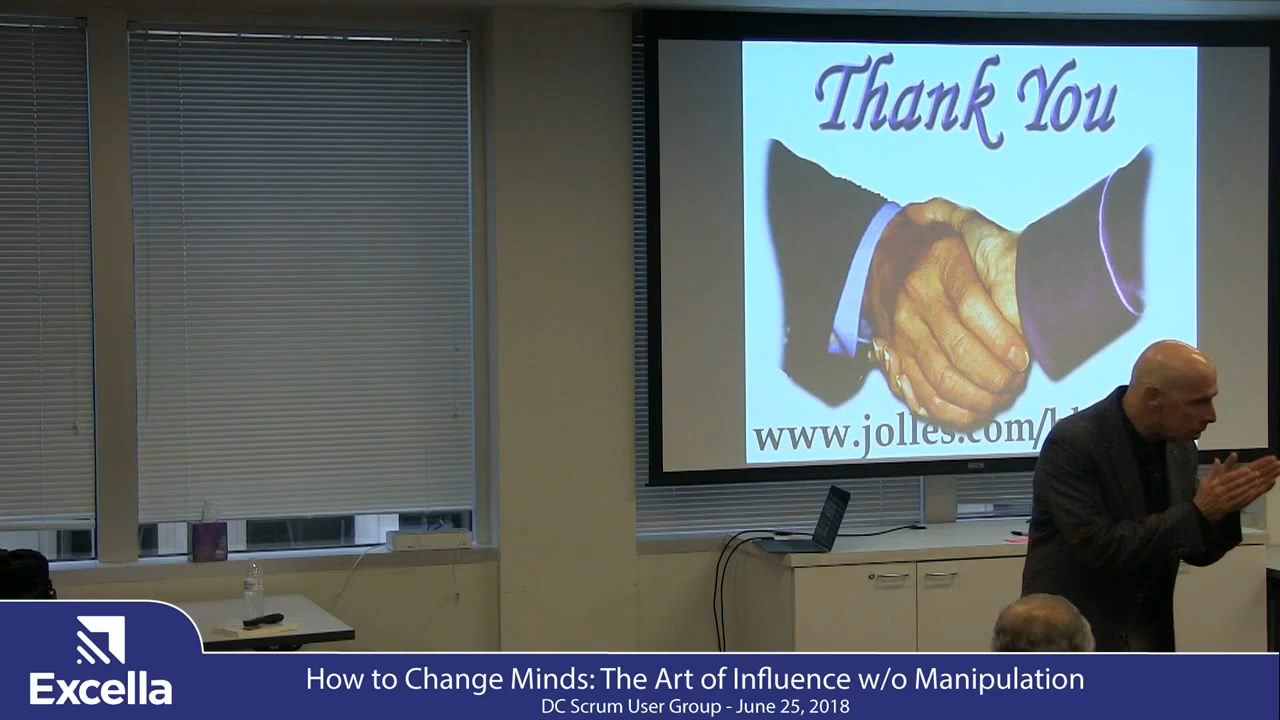 Thank You
www.jolles.com/
Excella
How to Change Minds: The Art of Influence w/o Manipulation
DC Scrum User Group - June 25, 2018